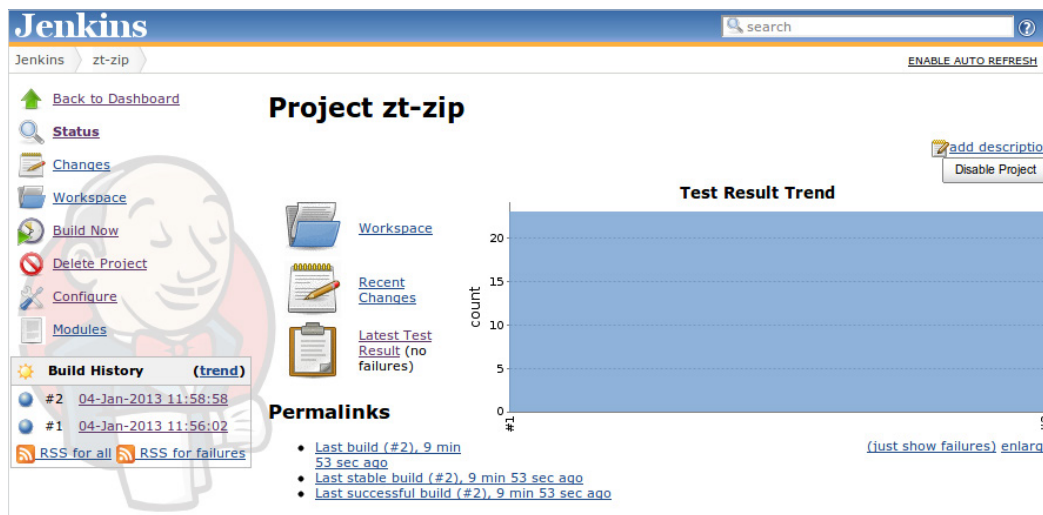 Jenkins
search
Jenkins zt-zip
ENABLE AUTO REFRESH
Back to Dashboard
Status
Changes
Workspace
Build Now
Delete Project
Configure
Modules
Build History (trend)
#2 04-Jan-2013 11:58:58
#1 04-Jan-2013 11:56:02
RSS for all RSS for failures
Project zt-zip
add descriptio
Disable Project
Workspace
Recent
Changes
Latest Test
Result (no
failures)
Test Result Trend
count
20
15
10
5
0
#1
Permalinks
Last build (#2), 9 min
53 sec ago
Last stable build (#2), 9 min 53 sec ago
Last successful build (#2), 9 min 53 sec ago
(just show failures) enlarg